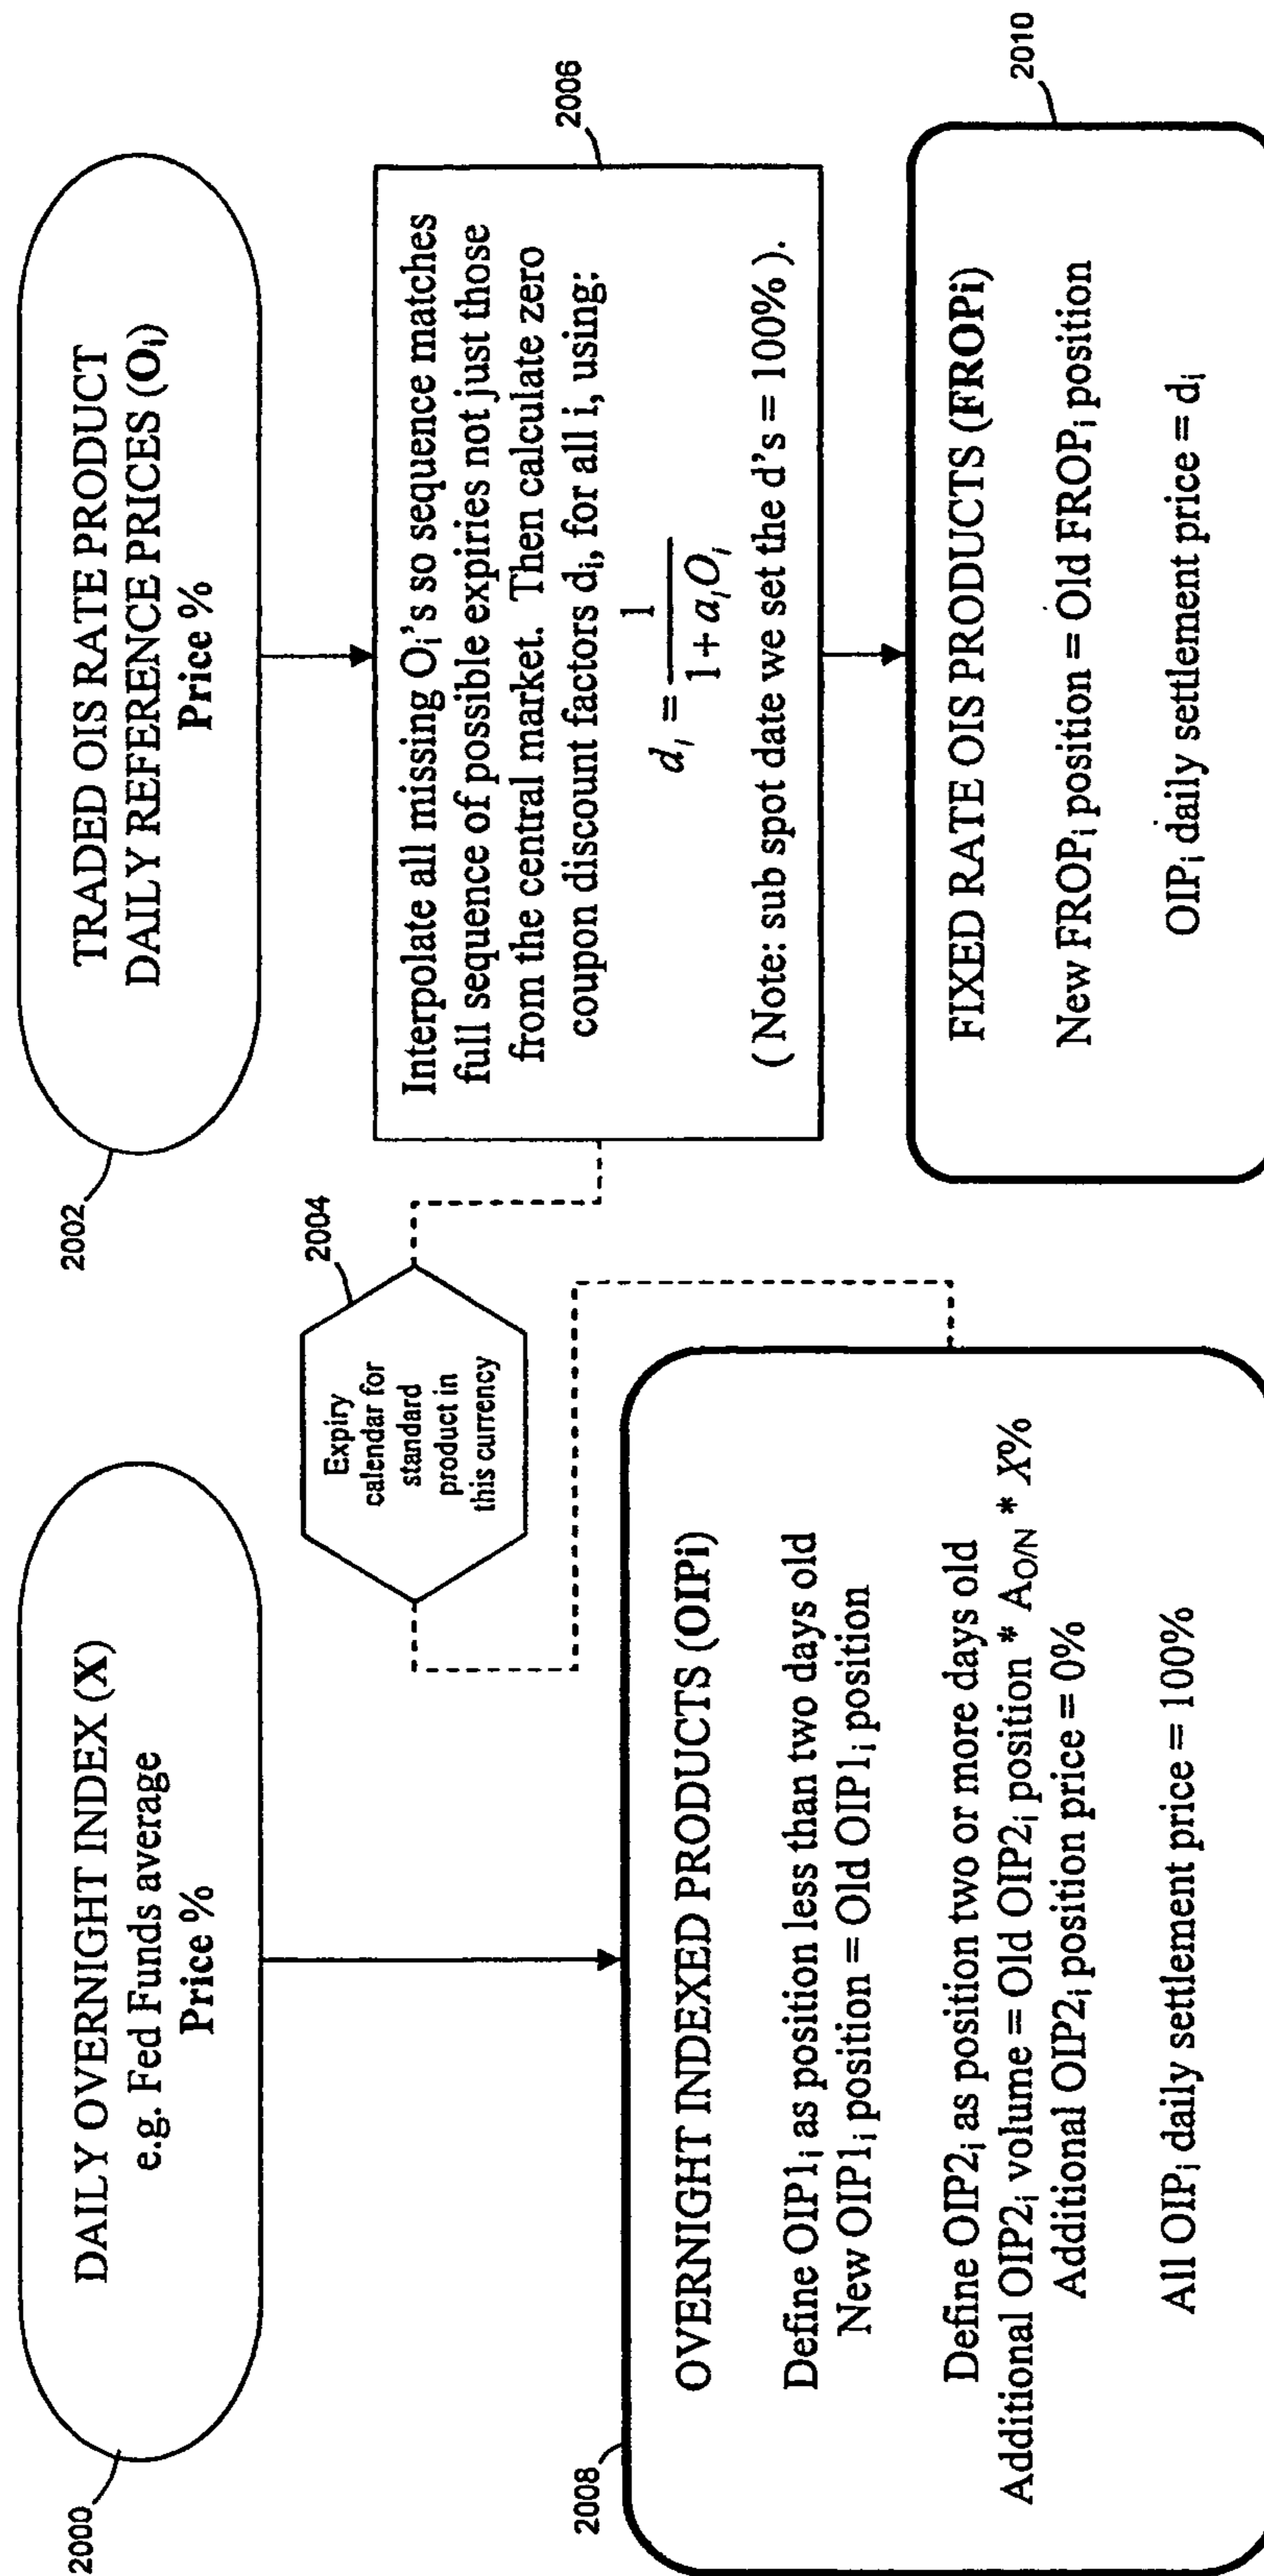 2000
DAILY OVERNIGHT INDEX (X)
e.g. Fed Funds average
Price %
2002
TRADED OIS RATE PRODUCT
DAILY REFERENCE PRICES (Oᵢ)
Price %
2004
Expiry
calendar for
standard
product in
this currency
2006
Interpolate all missing Oᵢ's so sequence matches
full sequence of possible expiries not just those
from the central market. Then calculate zero
coupon discount factors dᵢ, for all i, using:
dᵢ = 1 / (1 + aᵢOᵢ)
( Note: sub spot date we set the d's = 100% ).
2008
OVERNIGHT INDEXED PRODUCTS (OIPi)
Define OIP1ᵢ as position less than two days old
New OIP1ᵢ position = Old OIP1ᵢ position
Define OIP2ᵢ as position two or more days old
Additional OIP2ᵢ volume = Old OIP2ᵢ position * A_O/N * X%
Additional OIP2ᵢ position price = 0%
All OIPᵢ daily settlement price = 100%
2010
FIXED RATE OIS PRODUCTS (FROPi)
New FROPᵢ position = Old FROPᵢ position
OIPᵢ daily settlement price = dᵢ